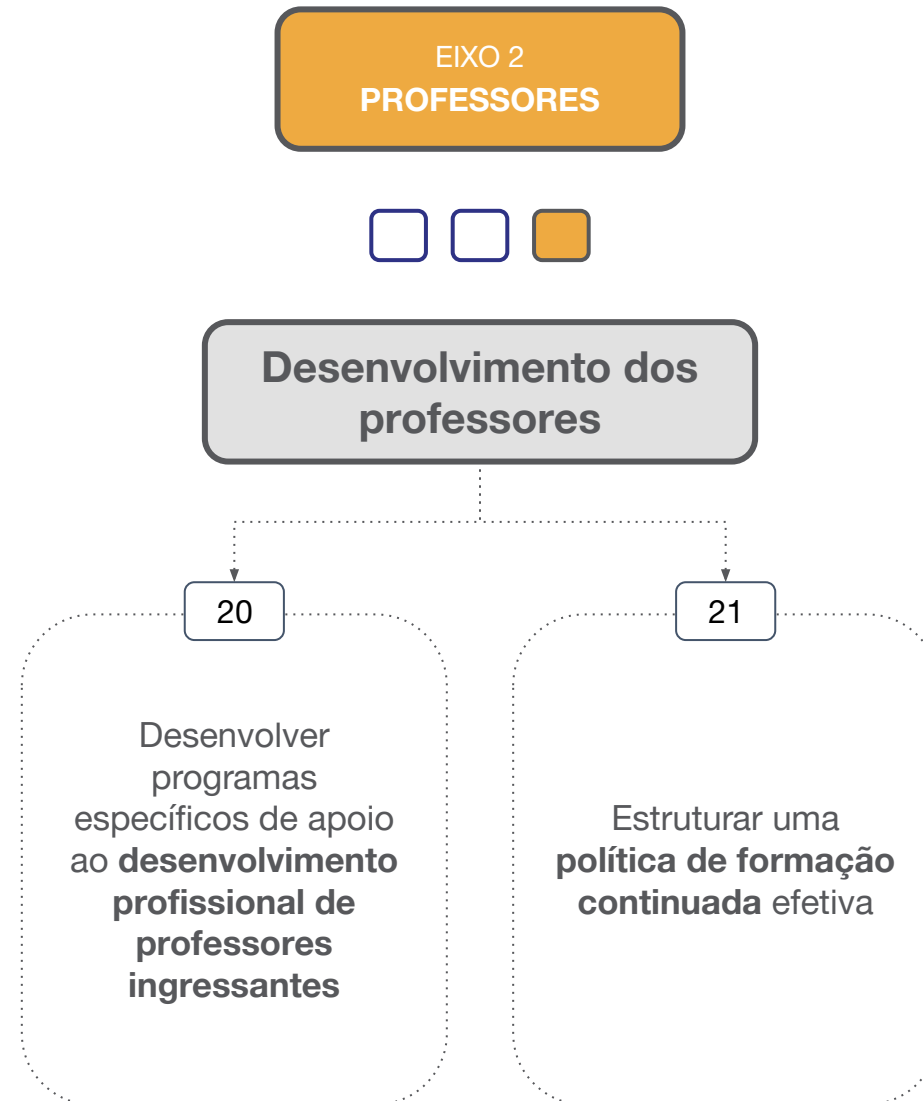 EIXO 2
PROFESSORES
Desenvolvimento dos
professores
20
Desenvolver
programas
específicos de apoio
ao desenvolvimento
profissional de
professores
ingressantes
21
Estruturar uma
política de formação
continuada efetiva